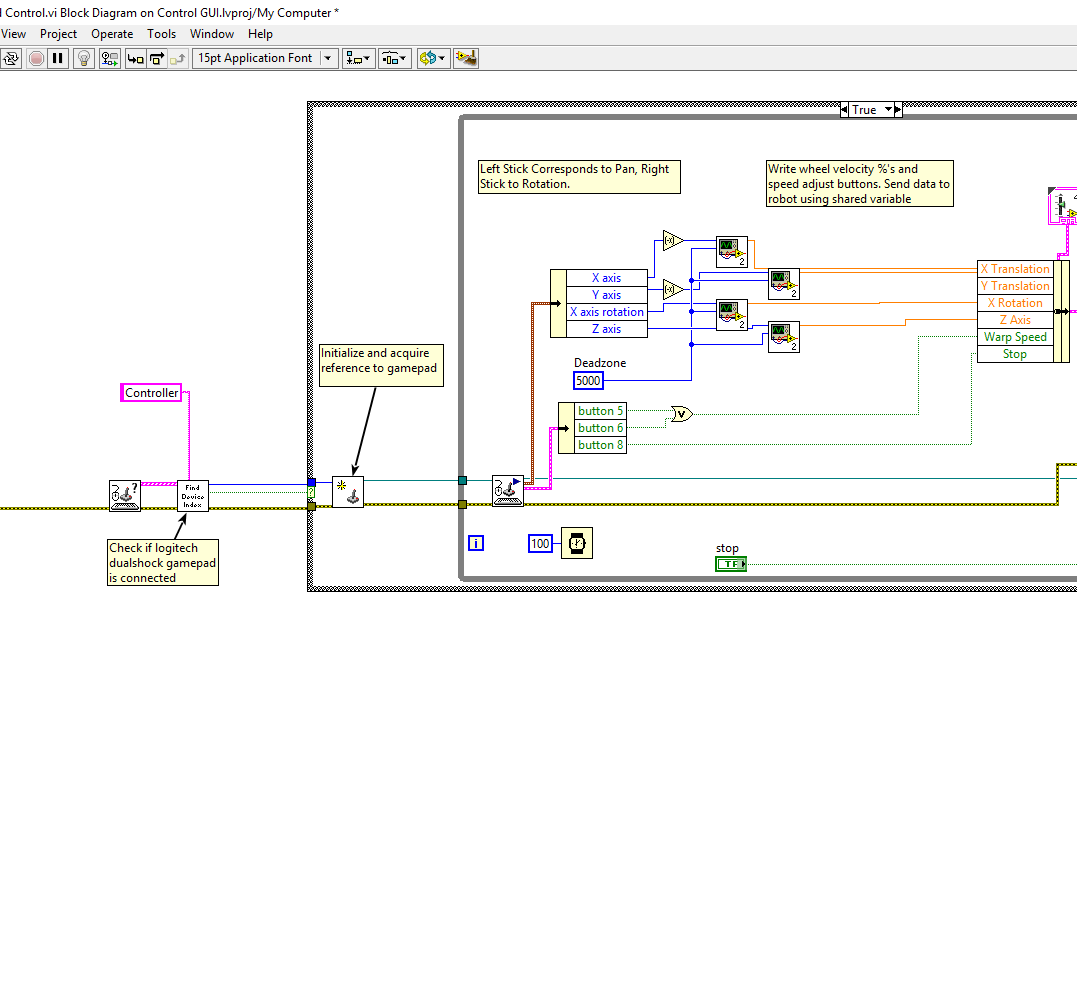 l Control.vi Block Diagram on Control GUI.lvproj/My Computer *
View Project Operate Tools Window Help
15pt Application Font
True
Left Stick Corresponds to Pan, Right
Stick to Rotation.
Write wheel velocity %'s and
speed adjust buttons. Send data to
robot using shared variable
2
2
2
2
X axis
Y axis
X axis rotation
Z axis
X Translation
Y Translation
X Rotation
Z Axis
Warp Speed
Stop
Deadzone
5000
Initialize and acquire
reference to gamepad
Controller
button 5
button 6
button 8
V
?
Find
Device
Index
?
Check if logitech
dualshock gamepad
is connected
i
100
stop
TF